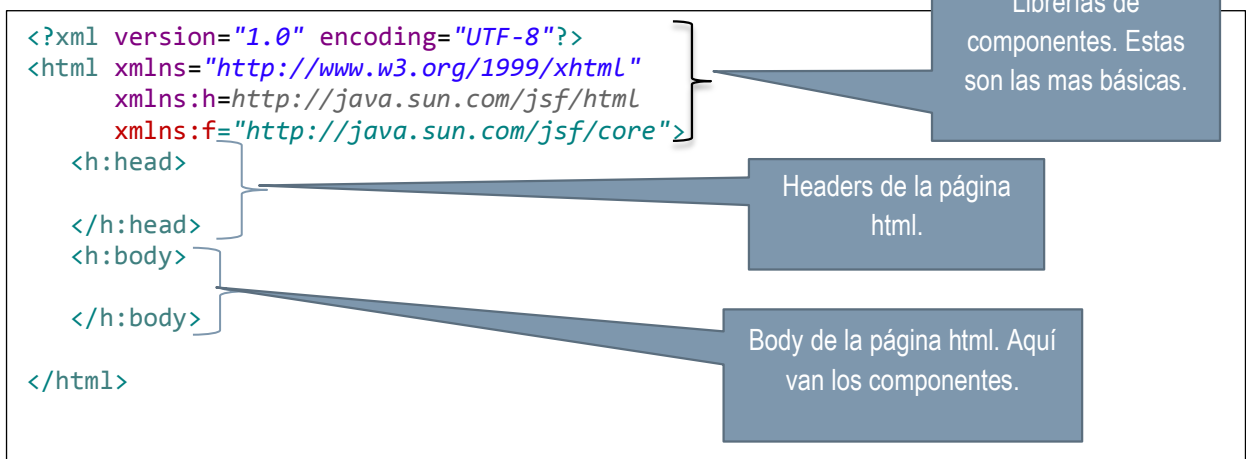 <?xml version="1.0" encoding="UTF-8"?>
<html xmlns="http://www.w3.org/1999/xhtml"
xmlns:h=http://java.sun.com/jsf/html
xmlns:f="http://java.sun.com/jsf/core">
<h:head>
</h:head>
<h:body>
</h:body>
</html>
Librerías de
componentes. Estas
son las mas básicas.
Headers de la página
html.
Body de la página html. Aquí
van los componentes.